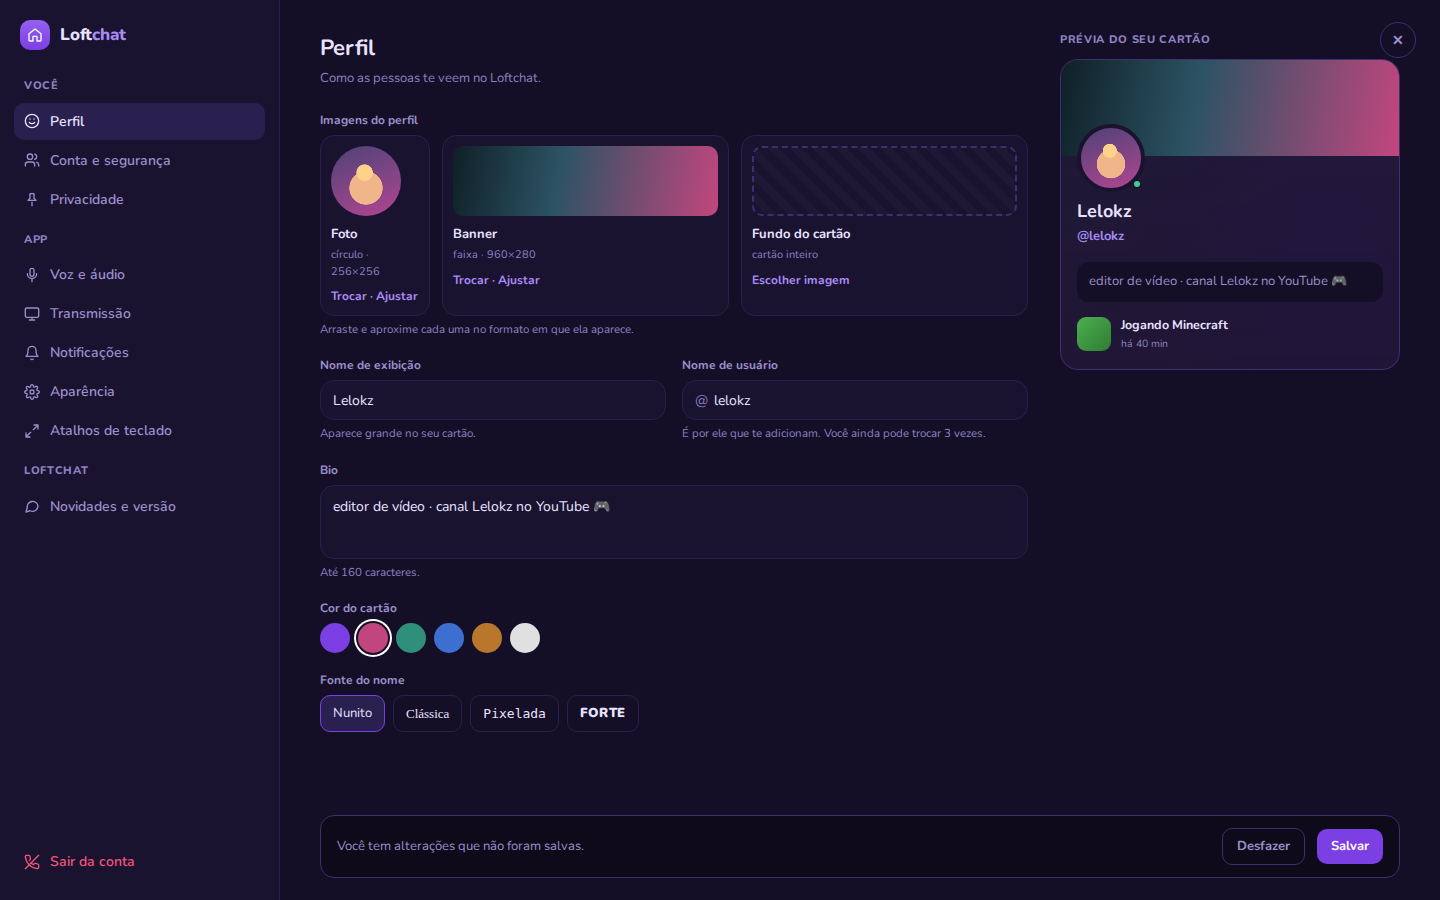 Loftchat
VOCÊ
Perfil
Conta e segurança
Privacidade
APP
Voz e áudio
Transmissão
Notificações
Aparência
Atalhos de teclado
LOFTCHAT
Novidades e versão
Sair da conta
Perfil
Como as pessoas te veem no Loftchat.
Imagens do perfil
Foto
círculo ·
256×256
Trocar · Ajustar
Banner
faixa · 960×280
Trocar · Ajustar
Fundo do cartão
cartão inteiro
Escolher imagem
Arraste e aproxime cada uma no formato em que ela aparece.
Nome de exibição
Lelokz
Aparece grande no seu cartão.
Nome de usuário
@ lelokz
É por ele que te adicionam. Você ainda pode trocar 3 vezes.
Bio
editor de vídeo · canal Lelokz no YouTube 🎮
Até 160 caracteres.
Cor do cartão
Fonte do nome
Nunito
Clássica
Pixelada
FORTE
PRÉVIA DO SEU CARTÃO
Lelokz
@lelokz
editor de vídeo · canal Lelokz no YouTube 🎮
Jogando Minecraft
há 40 min
Você tem alterações que não foram salvas.
Desfazer
Salvar